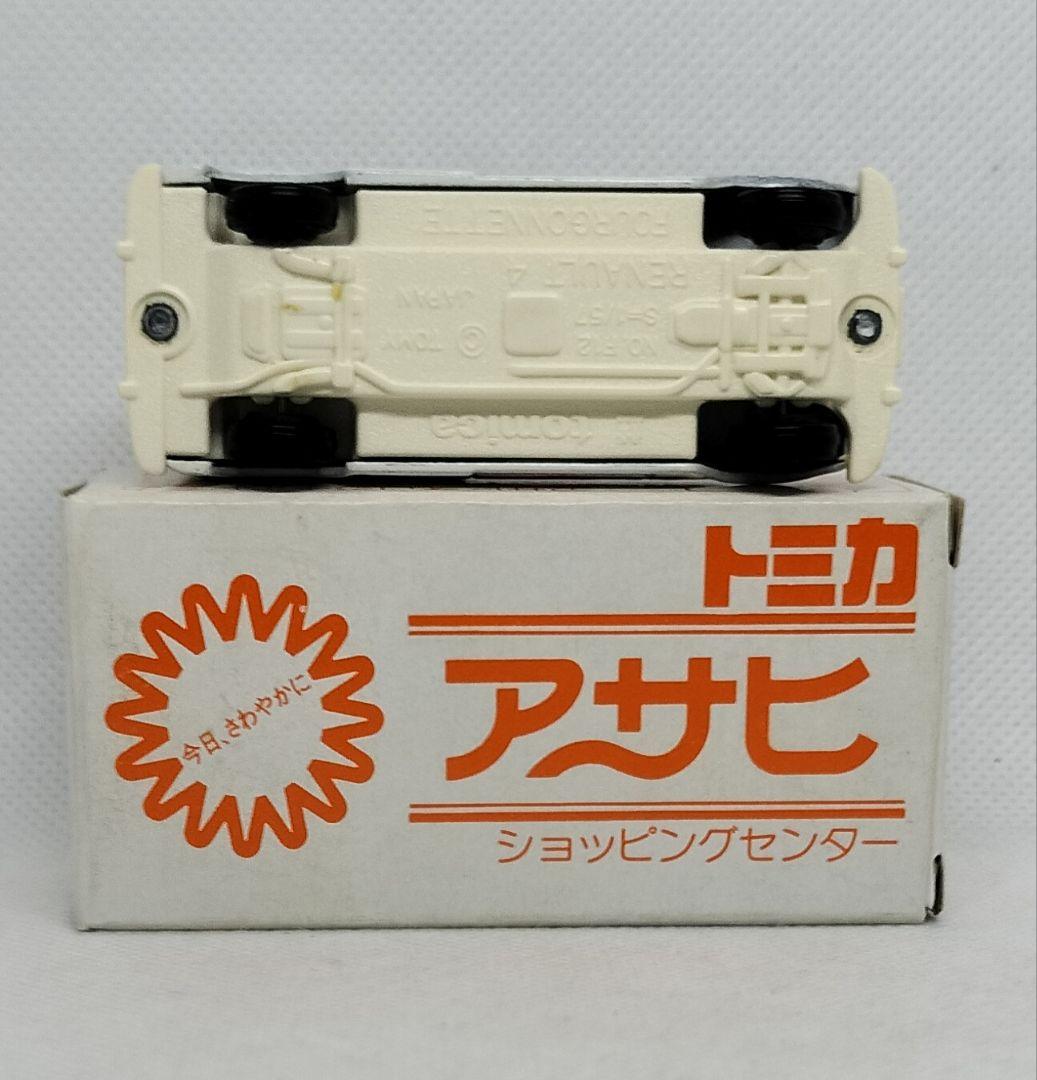 FOURGONNETTE
RENAULT 4
S=1/57
JAPAN
NO. F52
© TOMY
tomica
トミカ
アサヒ
今日、さわやかに
ショッピングセンター